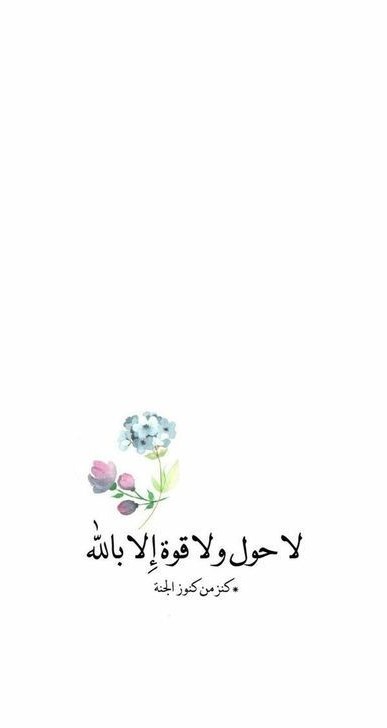 لا حول ولا قوة إلا بالله
*كنز من كنوز الجنة